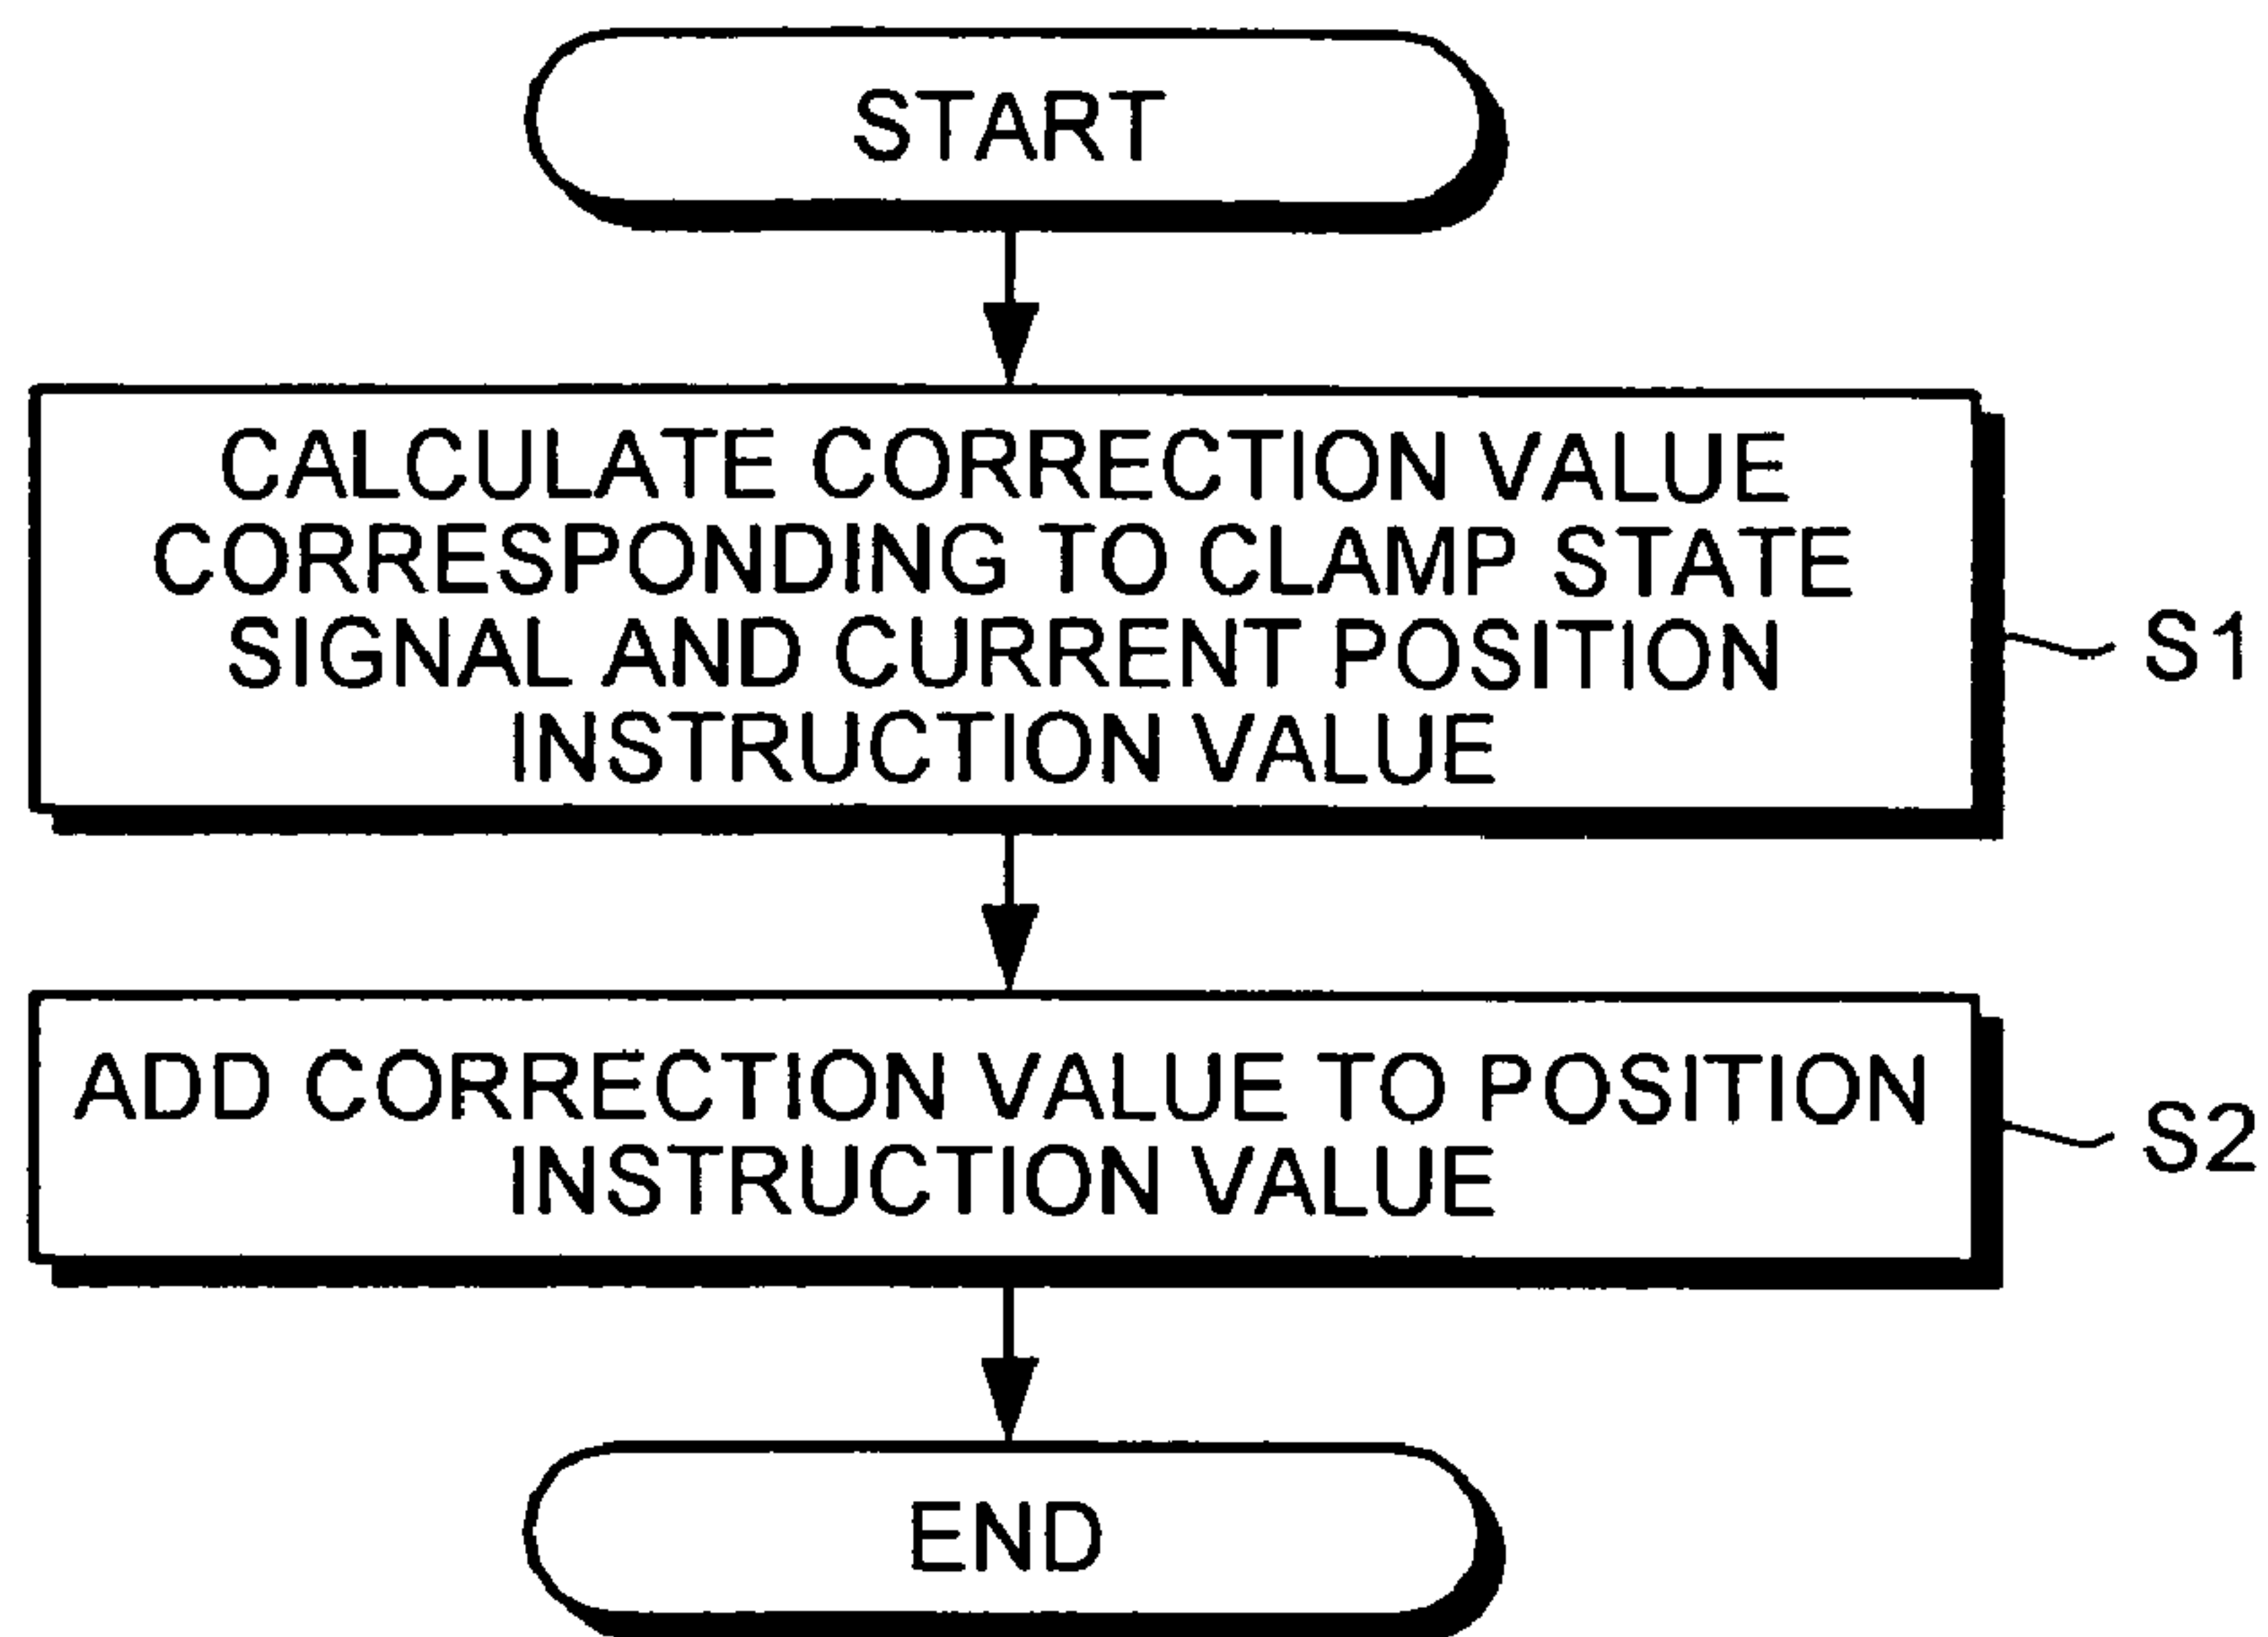 START
CALCULATE CORRECTION VALUE
CORRESPONDING TO CLAMP STATE
SIGNAL AND CURRENT POSITION
INSTRUCTION VALUE
S1
ADD CORRECTION VALUE TO POSITION
INSTRUCTION VALUE
S2
END